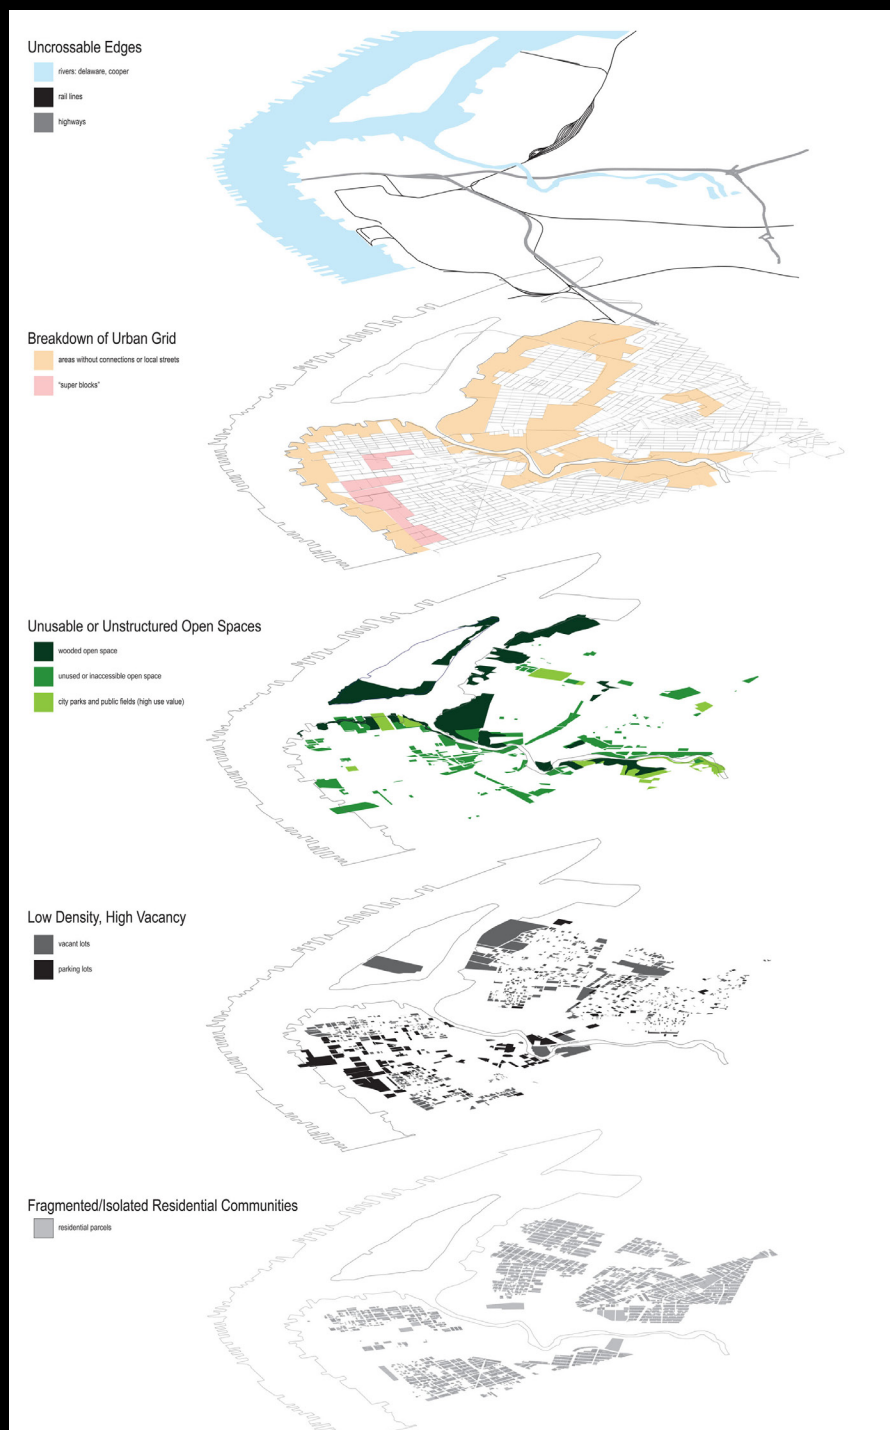 Uncrossable Edges
rivers: delaware, cooper
rail lines
highways
Breakdown of Urban Grid
areas without connections or local streets
"super blocks"
Unusable or Unstructured Open Spaces
wooded open space
unused or inaccessible open space
city parks and public fields (high use value)
Low Density, High Vacancy
vacant lots
parking lots
Fragmented/Isolated Residential Communities
residential parcels